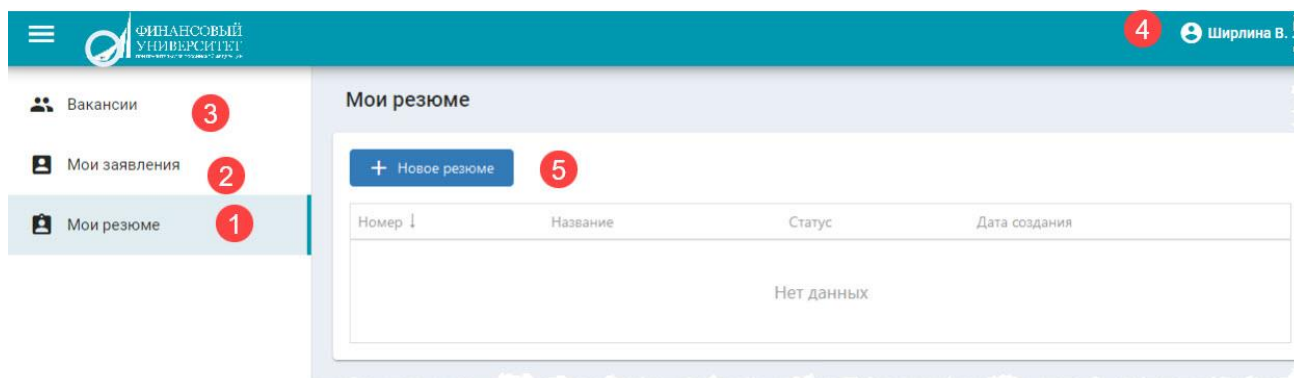 ФИНАНСОВЫЙ
УНИВЕРСИТЕТ
4
Ширлина В.
Вакансии
3
Мои заявления
2
Мои резюме
1
Мои резюме
+ Новое резюме
5
Номер ↓ Название Статус Дата создания
Нет данных